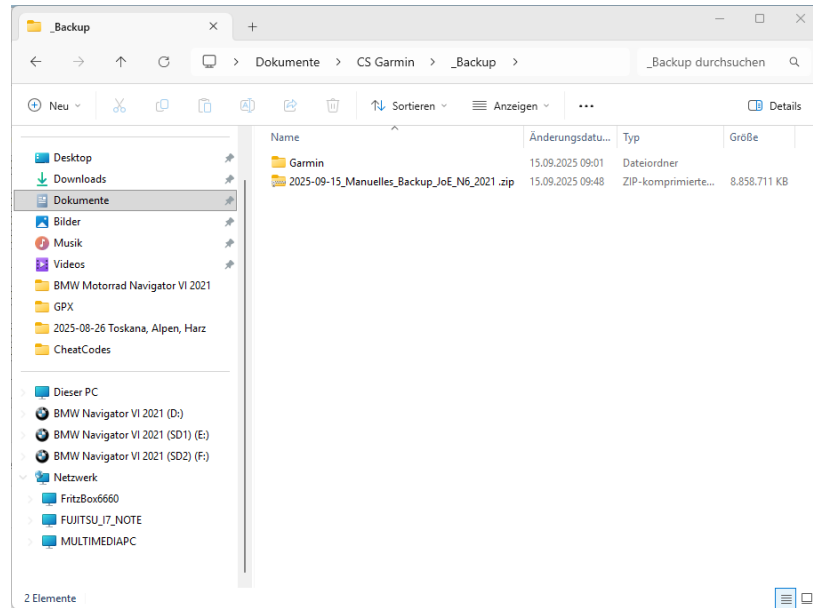 _Backup
Dokumente > CS Garmin > _Backup >
_Backup durchsuchen
Neu
Sortieren
Anzeigen
Details
Name
Änderungsdatu...
Typ
Größe
Garmin
15.09.2025 09:01
Dateiordner
2025-09-15_Manuelles_Backup_JoE_N6_2021 .zip
15.09.2025 09:48
ZIP-komprimierte...
8.858.711 KB
Desktop
Downloads
Dokumente
Bilder
Musik
Videos
BMW Motorrad Navigator VI 2021
GPX
2025-08-26 Toskana, Alpen, Harz
CheatCodes
Dieser PC
BMW Navigator VI 2021 (D:)
BMW Navigator VI 2021 (SD1) (E:)
BMW Navigator VI 2021 (SD2) (F:)
Netzwerk
FritzBox6660
FUJITSU_I7_NOTE
MULTIMEDIAPC
2 Elemente